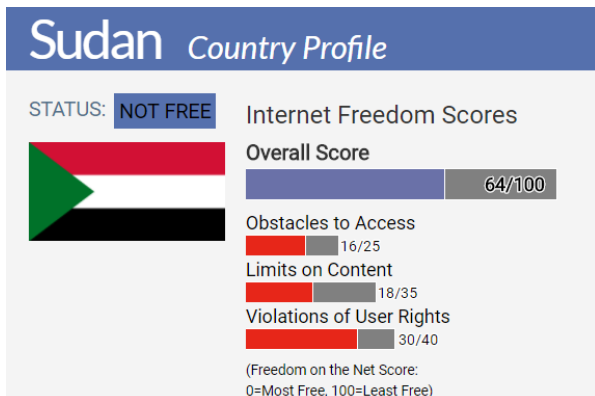 Sudan Country Profile
STATUS: NOT FREE
Internet Freedom Scores
Overall Score
64/100
Obstacles to Access
16/25
Limits on Content
18/35
Violations of User Rights
30/40
(Freedom on the Net Score:
0=Most Free, 100=Least Free)